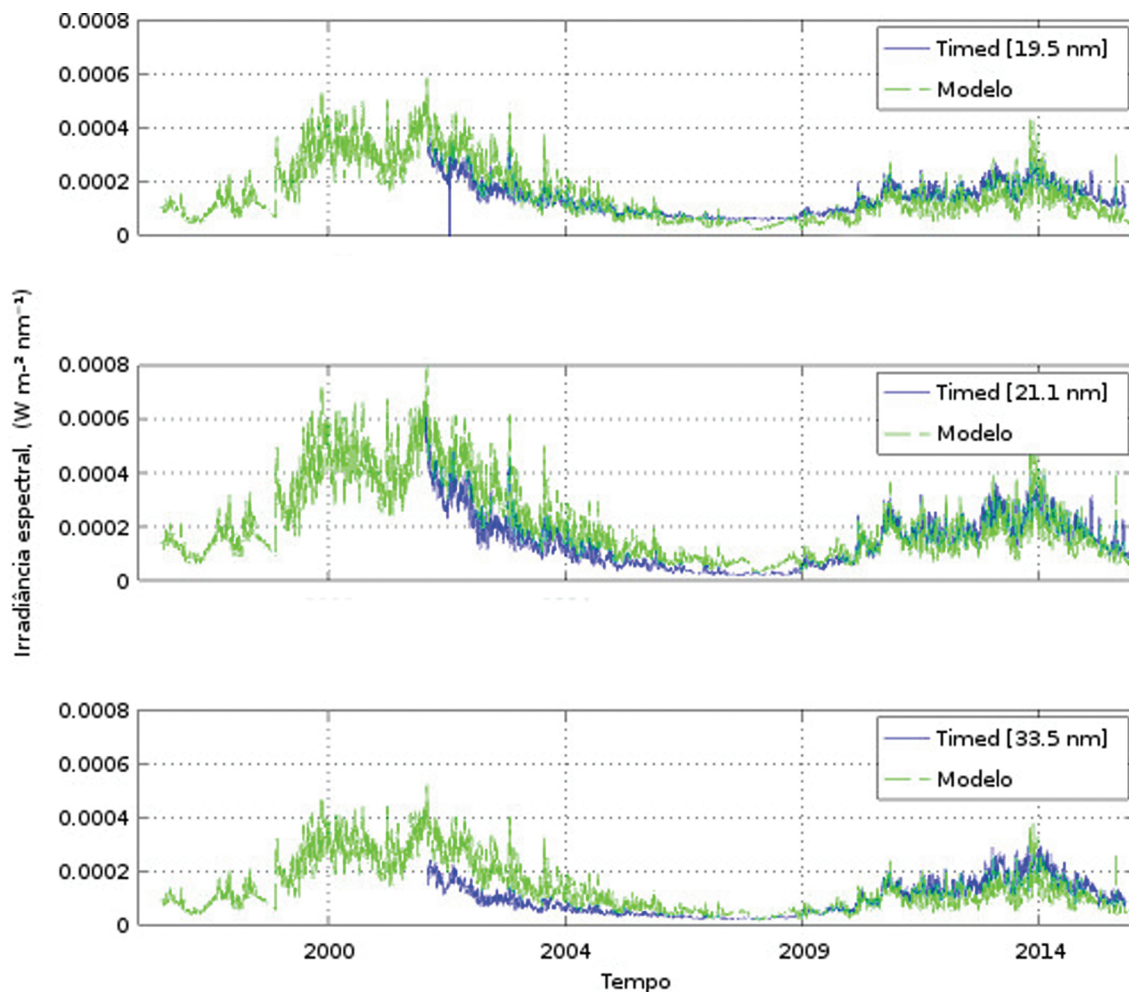 0.0008
0.0006
0.0004
0.0002
0
Timed [19.5 nm]
Modelo
Irradiância espectral, (W m-² nm⁻¹)
0.0008
0.0006
0.0004
0.0002
0
Timed [21.1 nm]
Modelo
0.0008
0.0006
0.0004
0.0002
0
Timed [33.5 nm]
Modelo
2000 2004 2009 2014
Tempo